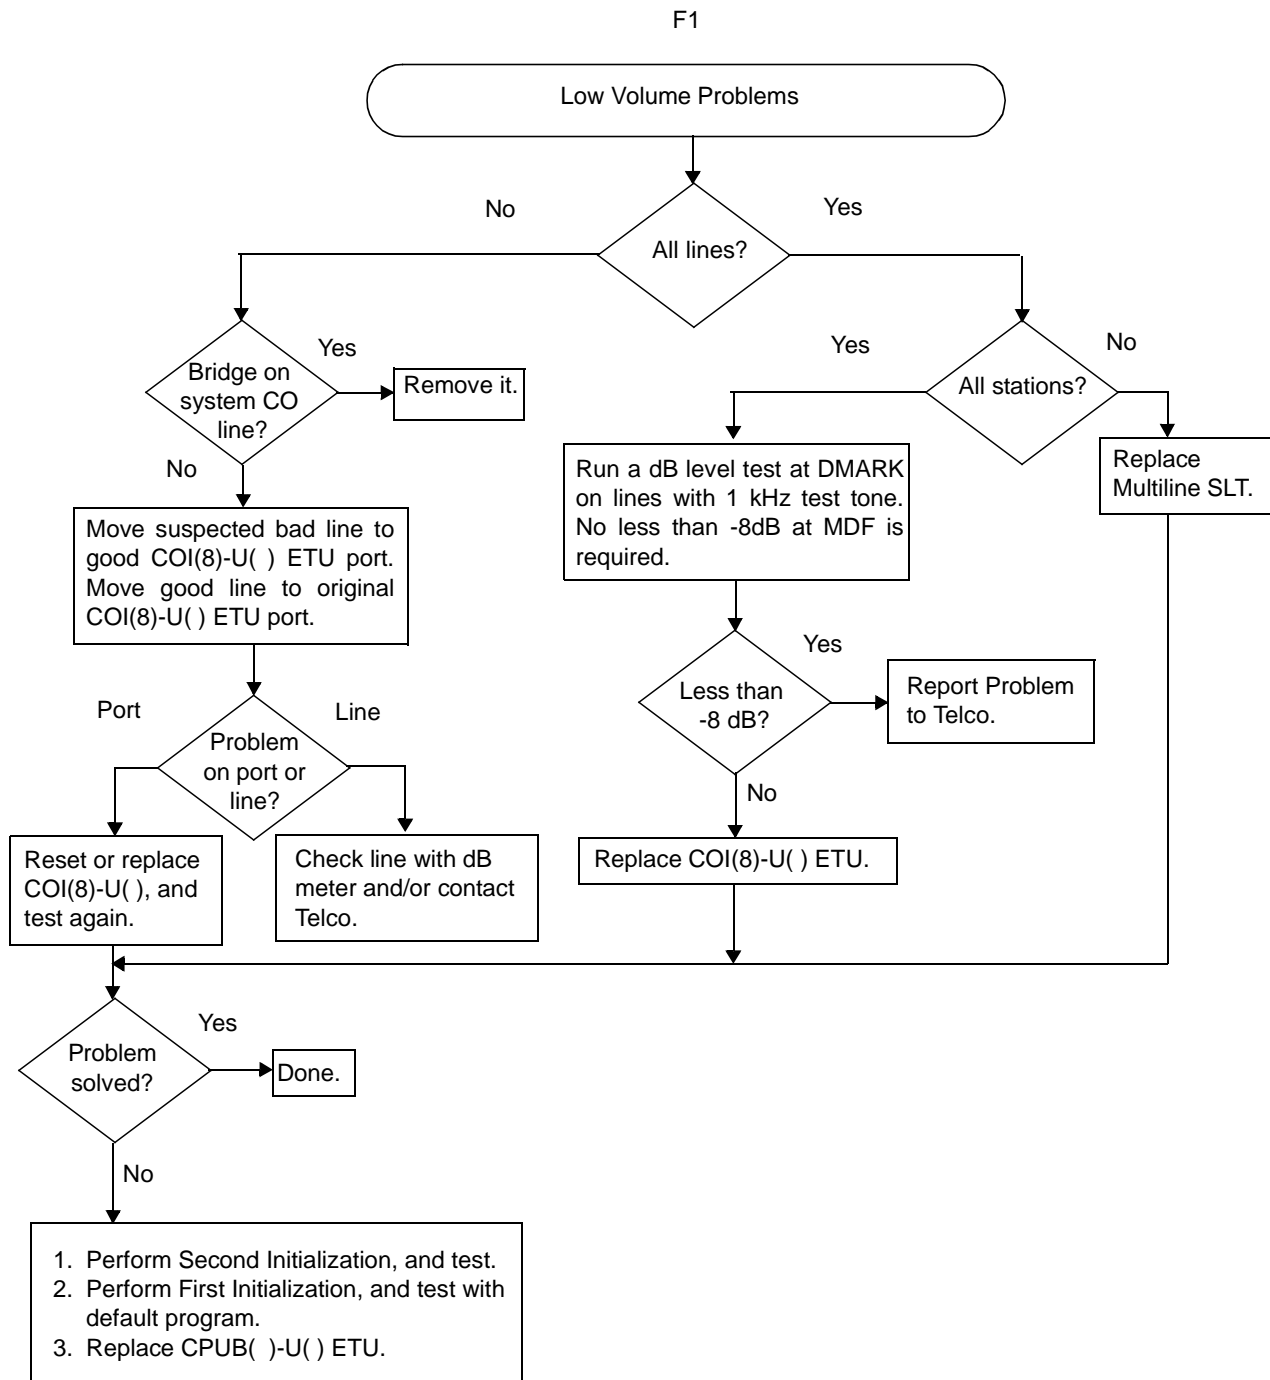 F1
Low Volume Problems
No
Yes
All lines?
Yes
Bridge on
system CO
line?
Remove it.
No
Yes
No
All stations?
Move suspected bad line to
good COI(8)-U( ) ETU port.
Move good line to original
COI(8)-U( ) ETU port.
Run a dB level test at DMARK
on lines with 1 kHz test tone.
No less than -8dB at MDF is
required.
Replace
Multiline SLT.
Port
Line
Problem
on port or
line?
Yes
Less than
-8 dB?
Report Problem
to Telco.
No
Reset or replace
COI(8)-U( ), and
test again.
Check line with dB
meter and/or contact
Telco.
Replace COI(8)-U( ) ETU.
Yes
Problem
solved?
Done.
No
1. Perform Second Initialization, and test.
2. Perform First Initialization, and test with
default program.
3. Replace CPUB( )-U( ) ETU.